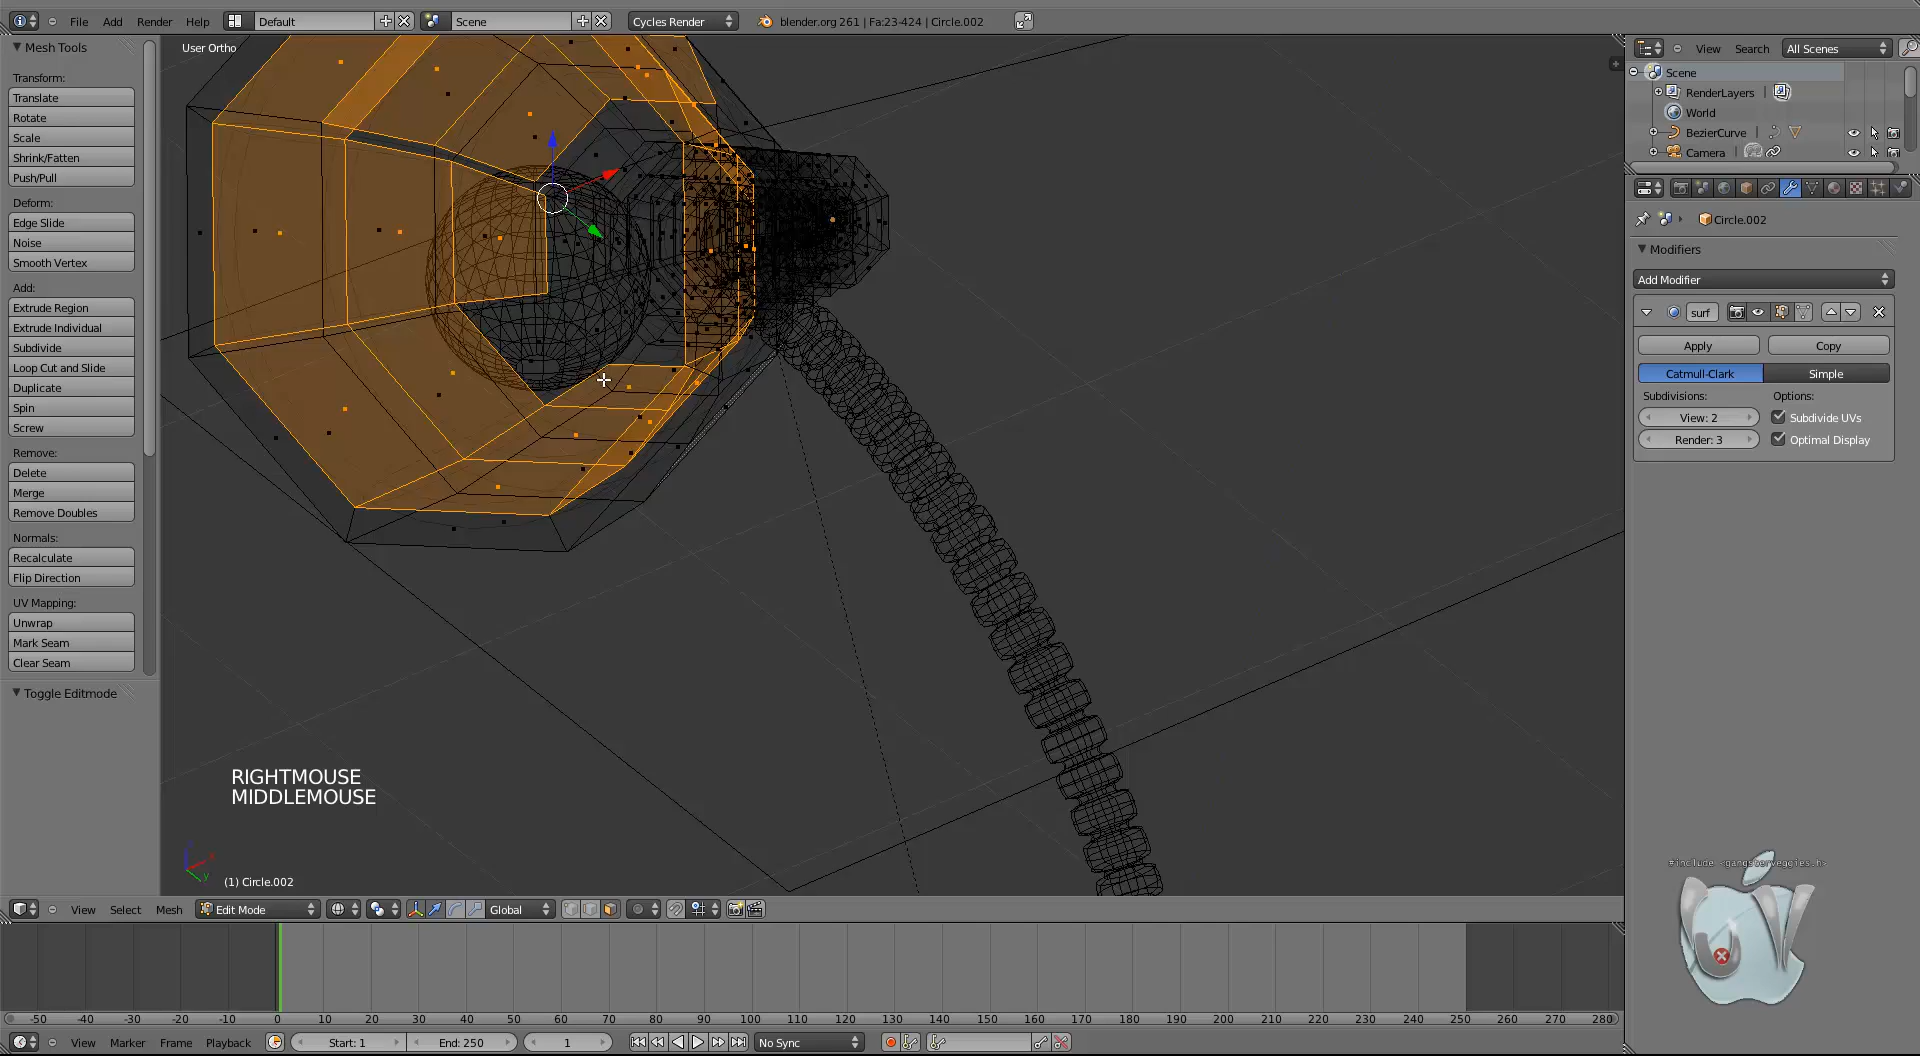 File Add Render Help Default Scene Cycles Render blender.org 261 | Fa:23-424 | Circle.002
Mesh Tools
Transform:
Translate
Rotate
Scale
Shrink/Fatten
Push/Pull
Deform:
Edge Slide
Noise
Smooth Vertex
Add:
Extrude Region
Extrude Individual
Subdivide
Loop Cut and Slide
Duplicate
Spin
Screw
Remove:
Delete
Merge
Remove Doubles
Normals:
Recalculate
Flip Direction
UV Mapping:
Unwrap
Mark Seam
Clear Seam
Toggle Editmode
User Ortho
RIGHTMOUSE
MIDDLEMOUSE
(1) Circle.002
View Search All Scenes
Scene
RenderLayers |
World
BezierCurve |
Camera |
Circle.002
Modifiers
Add Modifier
surf
Apply Copy
Catmull-Clark Simple
Subdivisions: Options:
View: 2 Subdivide UVs
Render: 3 Optimal Display
#include <gangsterveggies.h>
View Select Mesh Edit Mode Global
-50 -40 -30 -20 -10 0 10 20 30 40 50 60 70 80 90 100 110 120 130 140 150 160 170 180 190 200 210 220 230 240 250 260 270 280
View Marker Frame Playback Start: 1 End: 250 1 No Sync